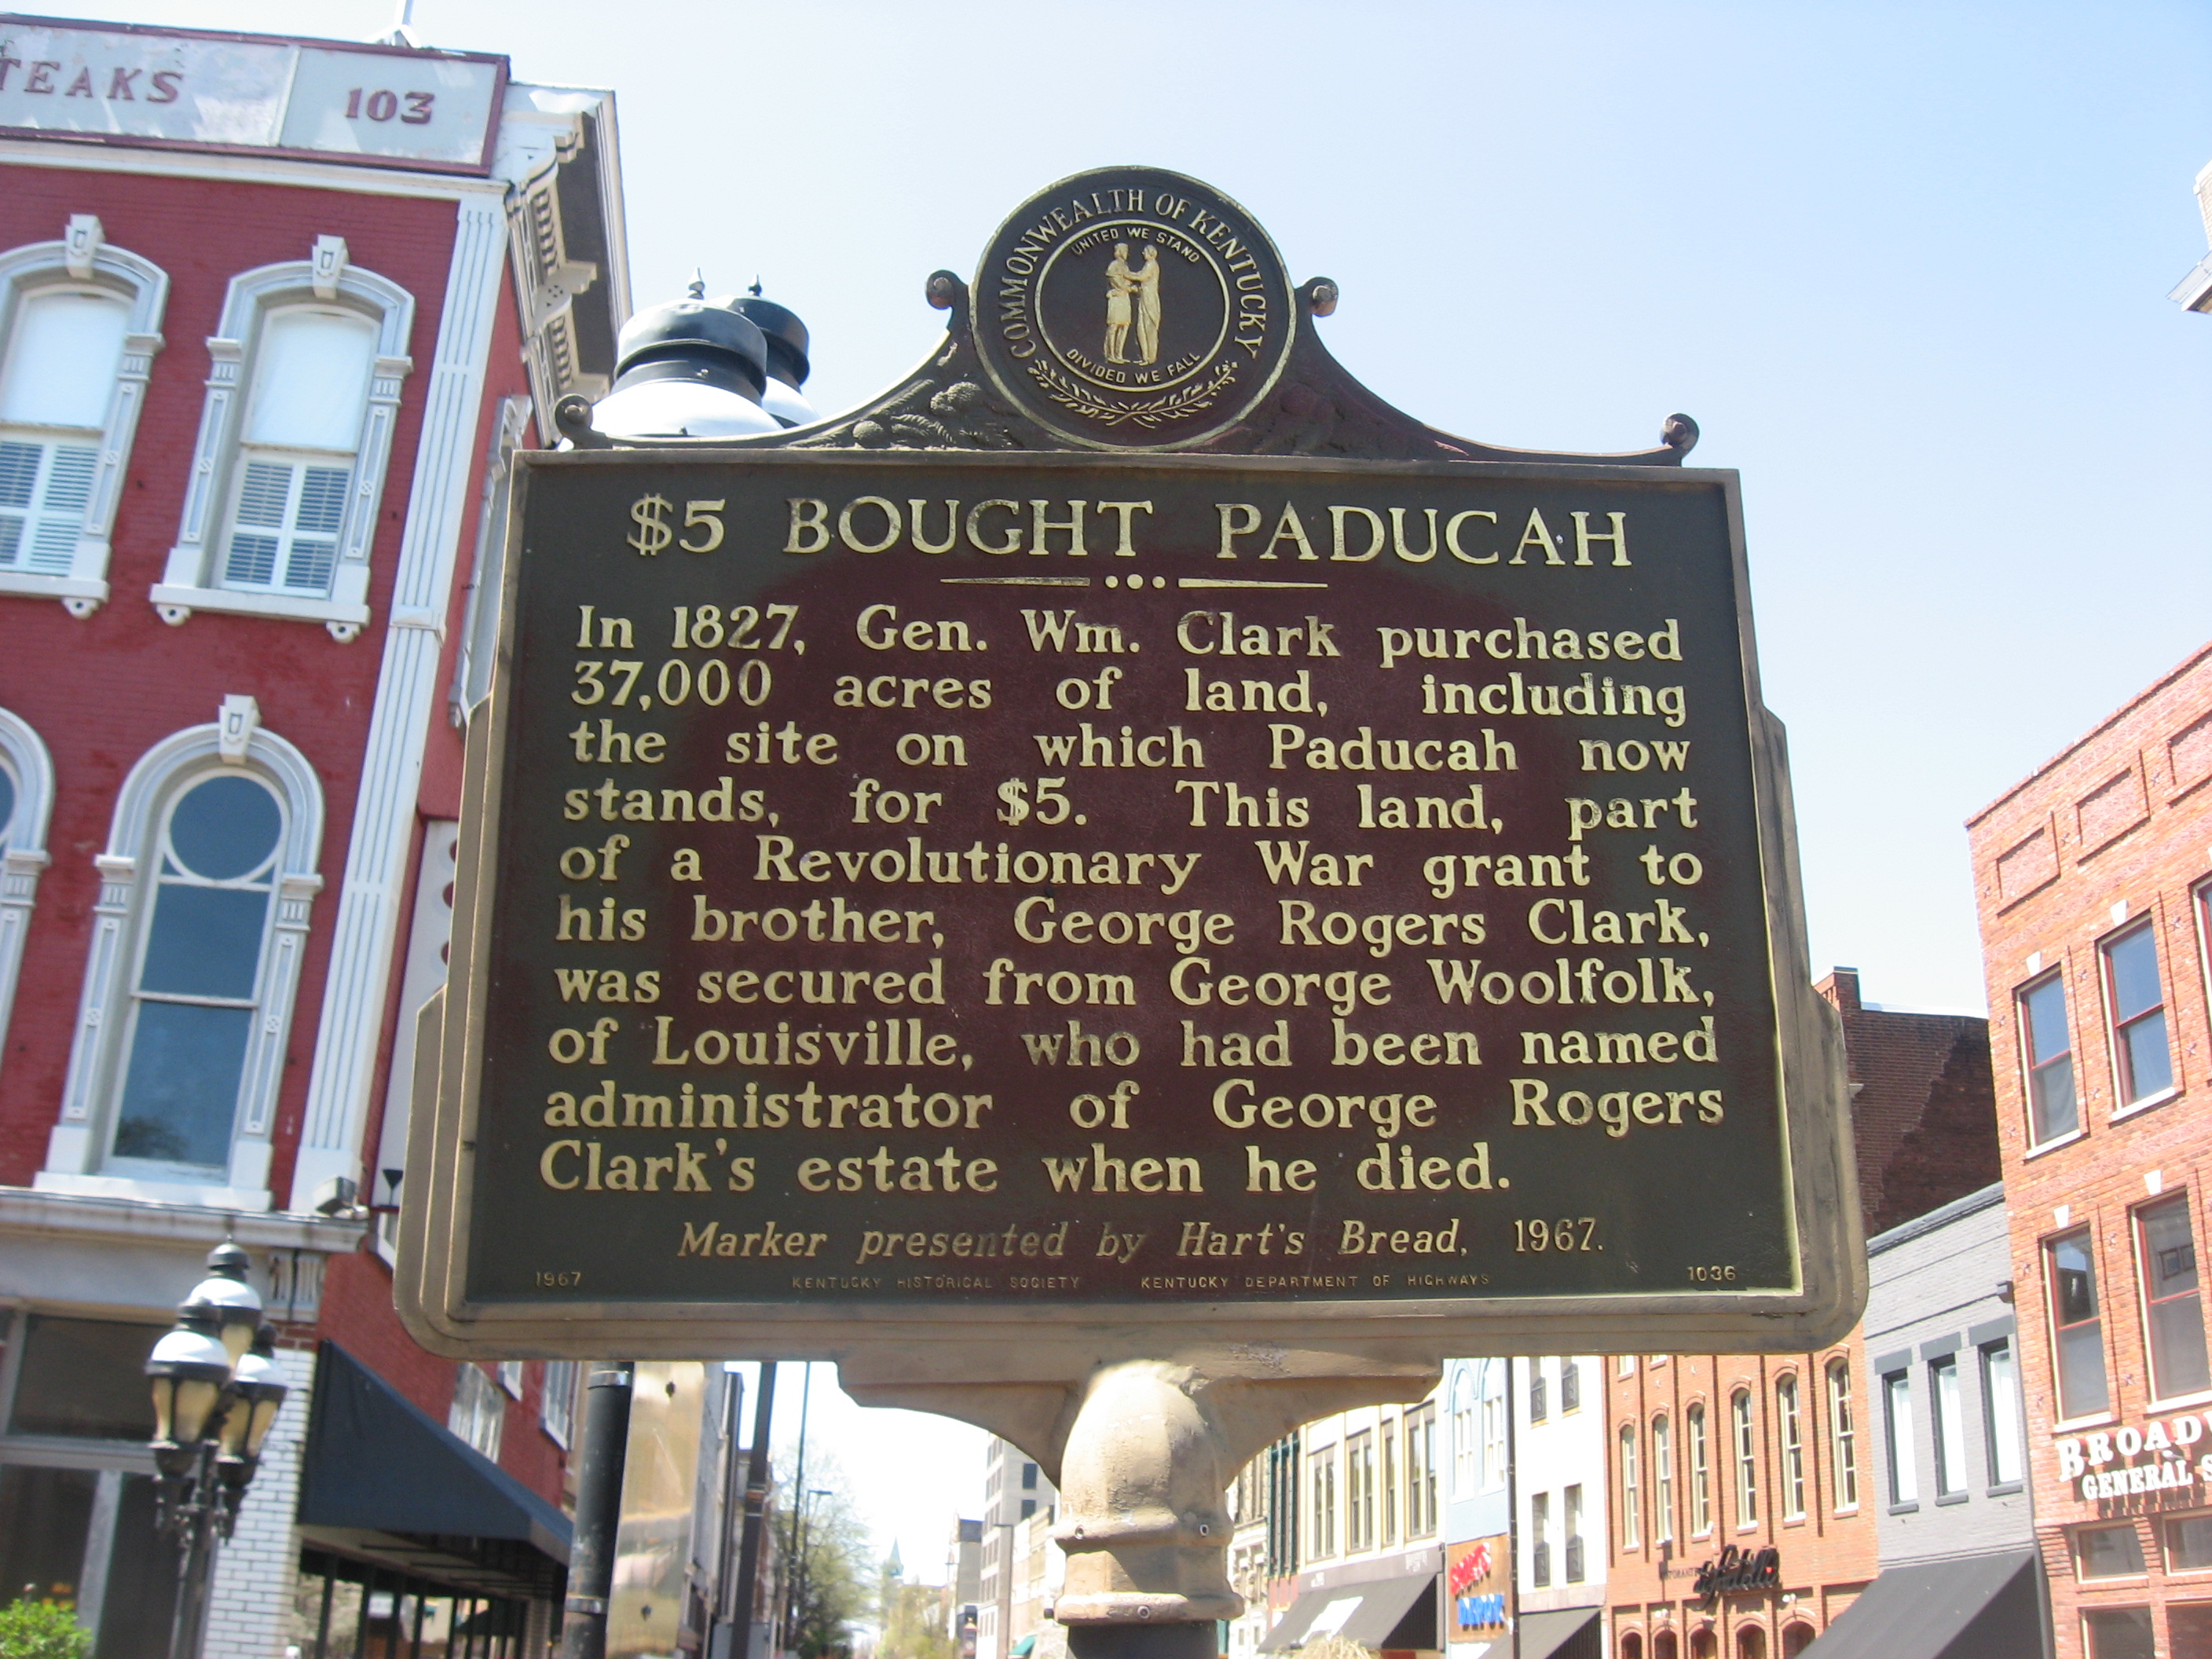 TEAKS
103
COMMONWEALTH OF KENTUCKY
UNITED WE STAND
DIVIDED WE FALL
$5 BOUGHT PADUCAH
In 1827, Gen. Wm. Clark purchased
37,000 acres of land, including
the site on which Paducah now
stands, for $5. This land, part
of a Revolutionary War grant to
his brother, George Rogers Clark,
was secured from George Woolfolk,
of Louisville, who had been named
administrator of George Rogers
Clark's estate when he died.
Marker presented by Hart's Bread, 1967.
1967 KENTUCKY HISTORICAL SOCIETY KENTUCKY DEPARTMENT OF HIGHWAYS 1036
BROADW
GENERAL S